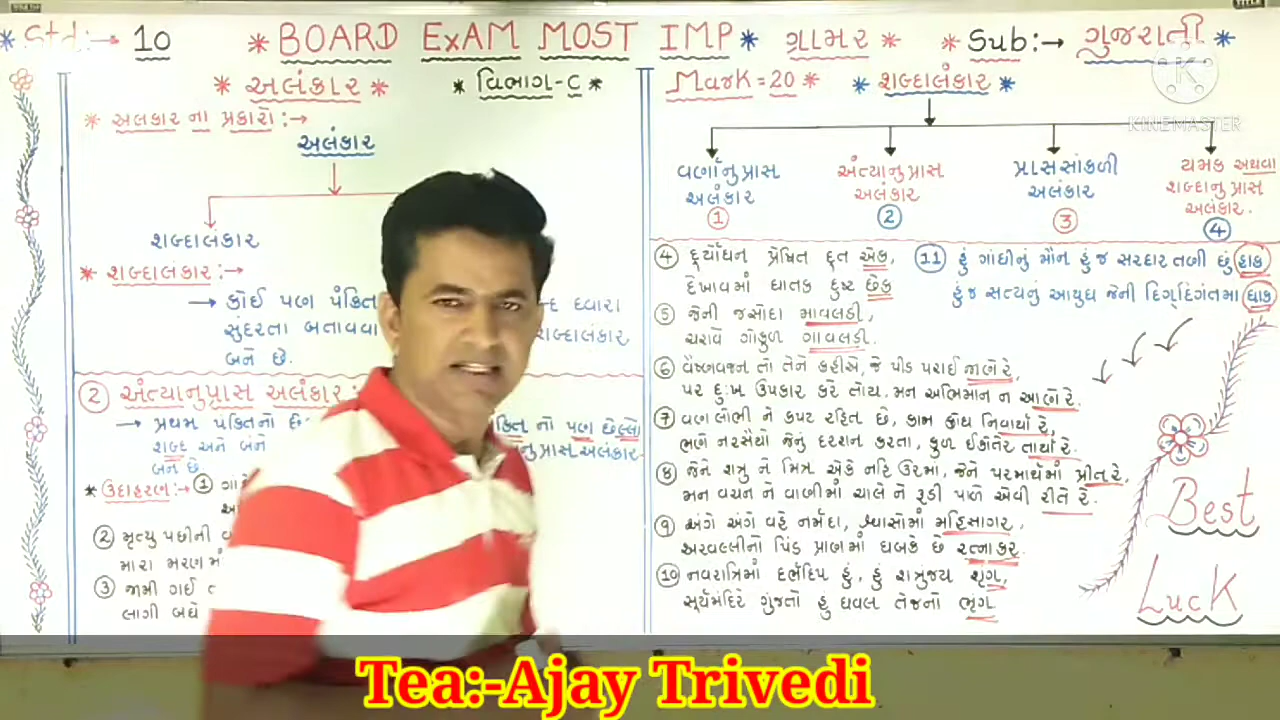 * Std:→ 10 * BOARD ExAM MOST IMP * ગ્રામર * * Sub:→ ગુજરાતી *
* અલંકાર * * વિભાગ-C * Mark = 20 * * શબ્દાલંકાર *
KINEMASTER
* અલકાર ના પ્રકારો :→
અલંકાર
શબ્દાલંકાર
* શબ્દાલંકાર :→
→ કોઈ પણ પંકિત દ્વારા
સુંદરતા બતાવવા શબ્દાલંકાર
બને છે.
② અંત્યાનુપ્રાસ અલંકાર :
→ પ્રથમ પંકિતનો કિત નો પણ છેલ્લો
શબ્દ અને બંને નુપ્રાસ અલંકાર
બને છે.
* ઉદાહરણ :→ ①
② મૃત્યુ પછીની
મારા મરણ માં
③ જામી ગઈ
લાગી બધે
વર્ણાનુપ્રાસ
અલંકાર
①
અંત્યાનુપ્રાસ
અલંકાર
②
પ્રાસસાંકળી
અલંકાર
③
યમક અથવા
શબ્દાનુપ્રાસ
અલંકાર.
④
④ દુર્યોધન પ્રેષિત દૂત એક,
દેખાવમાં ઘાતક દુષ્ટ છેક
⑤ જેની જસોદા માવલડી,
ચરાવે ગોકુળ ગાવલડી.
⑥ વૈષ્ણવજન તો તેને કહીએ, જે પીડ પરાઈ જાણે રે,
પર દુઃખ ઉપકાર કરે તોય, મન અભિમાન ન આણે રે.
⑦ વણ લોભી ને કપટ રહિત છે, કામ ક્રોધ નિવાર્યા રે,
ભણે નરસૈયો જેનું દરશન કરતા, કુળ ઈકોતેર તાર્યા રે.
⑧ જેને શત્રુ ને મિત્ર એકે નહિ ઉરમા, જેને પરમાર્થમાં પ્રીત રે,
મન વચન ને વાણીમાં ચાલે ને રૂડી પાળે એવી રીતે રે.
⑨ અંગે અંગે વહે નર્મદા, શ્વાસોમાં મહિસાગર,
અરવલ્લીનો પિંડ પ્રાણમાં ધબકે છે રત્નાકર.
⑩ નવરાત્રિમાં દર્ભદિપ હું, હું શત્રુંજય શૃંગ,
સૂર્યમંદિરે ગુંજતો હું ધવલ તેજનો ભૃંગ
⑪ હું ગાંધીનું મૌન હું જ સરદાર તણી છું હાક
હુંજ સત્યનું આયુધ જેની દિગ્દિગંતમા ધાક
Best
Luck
Tea:-Ajay Trivedi